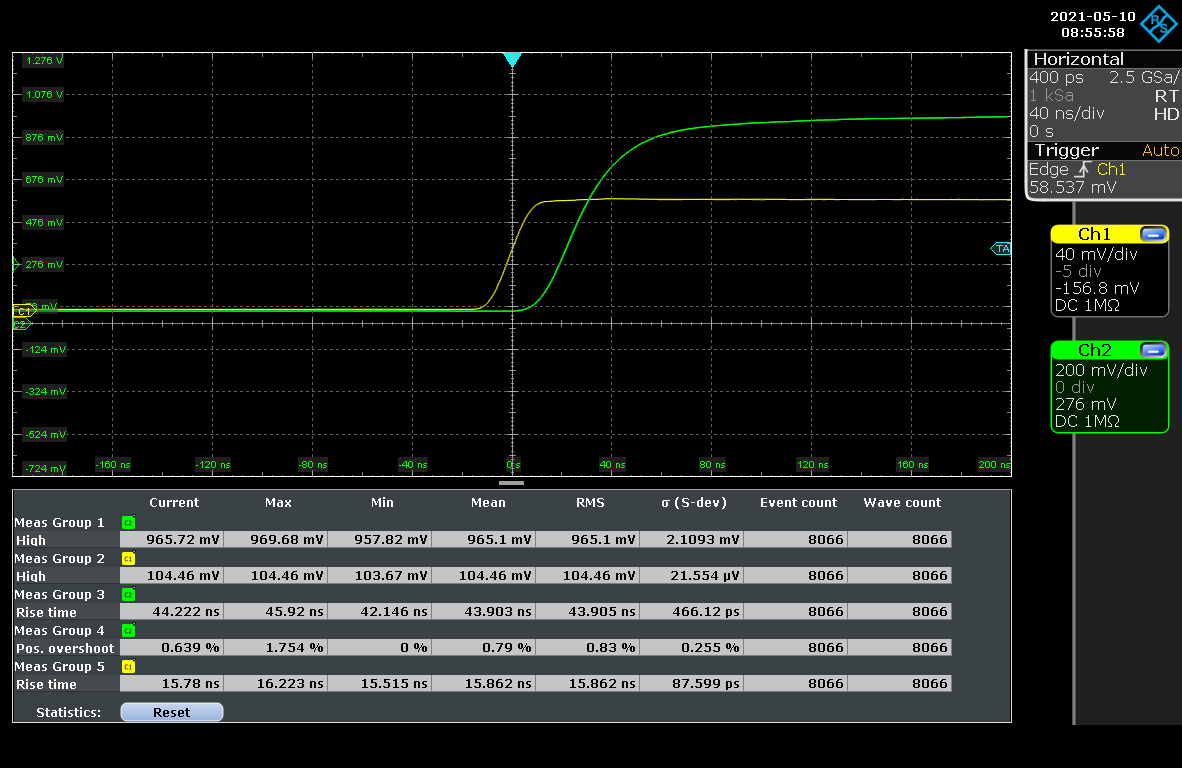 2021-05-10
08:55:58
R S
Horizontal
400 ps 2.5 GSa/
1 kSa RT
40 ns/div HD
0 s
Trigger Auto
Edge Ch1
58.537 mV
Ch1
40 mV/div
-5 div
-156.8 mV
DC 1MΩ
Ch2
200 mV/div
0 div
276 mV
DC 1MΩ
1.276 V
1.076 V
876 mV
676 mV
476 mV
276 mV
TA
C1
C2
-124 mV
-324 mV
-524 mV
-724 mV
-160 ns -120 ns -80 ns -40 ns 0 s 40 ns 80 ns 120 ns 160 ns 200 ns
Current Max Min Mean RMS σ (S-dev) Event count Wave count
Meas Group 1 C2
High 965.72 mV 969.68 mV 957.82 mV 965.1 mV 965.1 mV 2.1093 mV 8066 8066
Meas Group 2 C1
High 104.46 mV 104.46 mV 103.67 mV 104.46 mV 104.46 mV 21.554 µV 8066 8066
Meas Group 3 C2
Rise time 44.222 ns 45.92 ns 42.146 ns 43.903 ns 43.905 ns 466.12 ps 8066 8066
Meas Group 4 C2
Pos. overshoot 0.639 % 1.754 % 0 % 0.79 % 0.83 % 0.255 % 8066 8066
Meas Group 5 C1
Rise time 15.78 ns 16.223 ns 15.515 ns 15.862 ns 15.862 ns 87.599 ps 8066 8066
Statistics: Reset